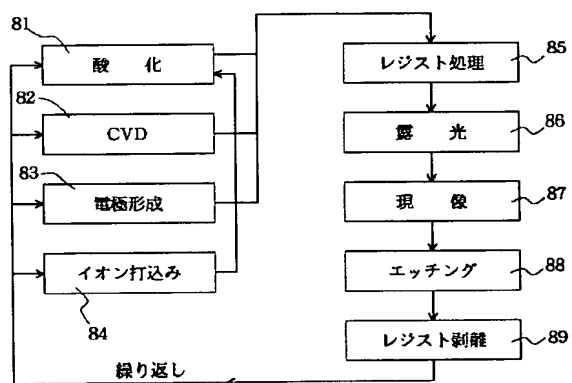 81
酸 化
82
CVD
83
電極形成
イオン打込み
84
レジスト処理
85
露 光
86
現 像
87
エッチング
88
レジスト剥離
89
繰り返し